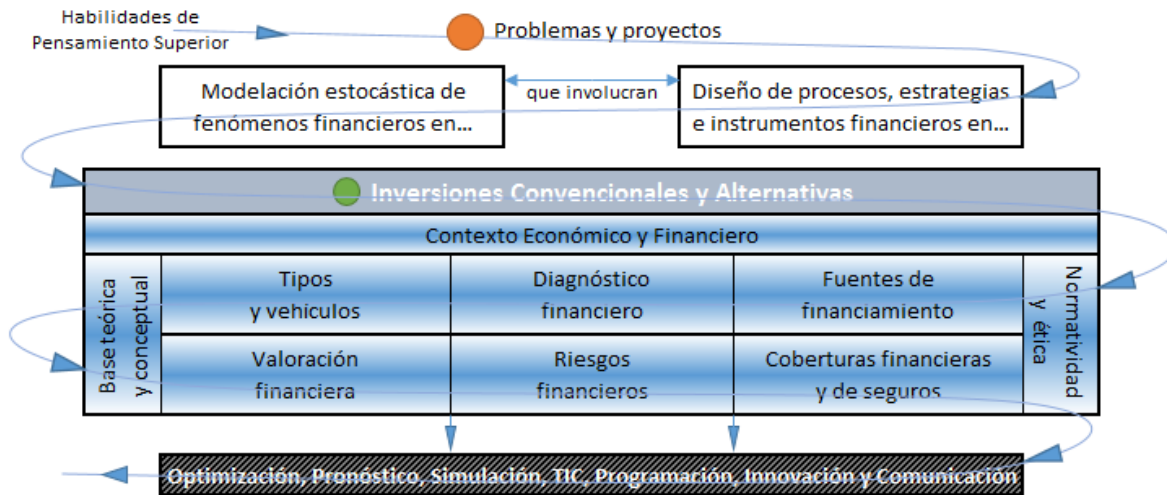 Habilidades de
Pensamiento Superior
Problemas y proyectos
Modelación estocástica de
fenómenos financieros en...
que involucran
Diseño de procesos, estrategias
e instrumentos financieros en...
Inversiones Convencionales y Alternativas
Contexto Económico y Financiero
Base teórica
y conceptual
Tipos
y vehículos
Diagnóstico
financiero
Fuentes de
financiamiento
Valoración
financiera
Riesgos
financieros
Coberturas financieras
y de seguros
Normatividad
y ética
Optimización, Pronóstico, Simulación, TIC, Programación, Innovación y Comunicación